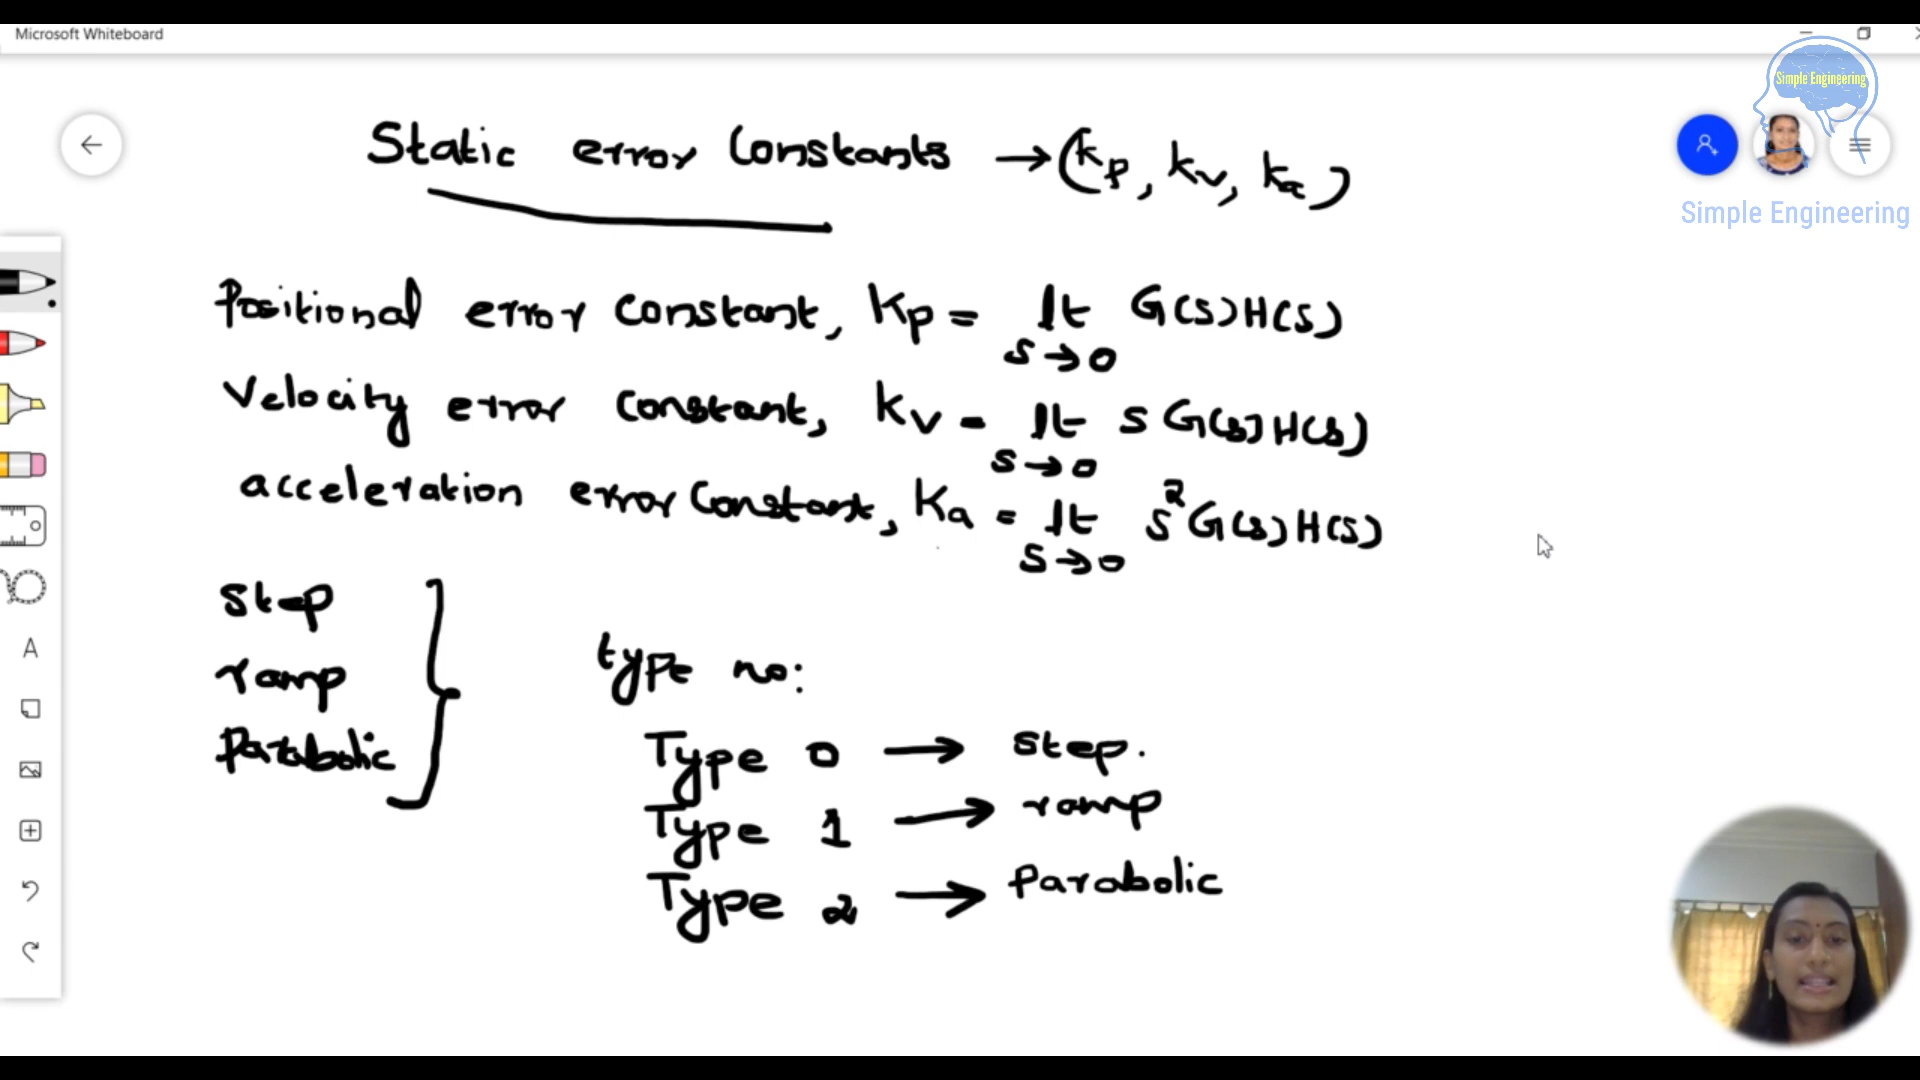 Microsoft Whiteboard
Simple Engineering
Simple Engineering
Static error Constants → (Kp, Kv, Ka)
Positional error constant, Kp = lt G(s)H(s)
s→0
Velocity error constant, Kv = lt s G(s)H(s)
s→0
acceleration error Constant, Ka = lt s²G(s)H(s)
s→0
Step
ramp
Parabolic
type no:
Type 0 → Step.
Type 1 → ramp
Type 2 → Parabolic
A